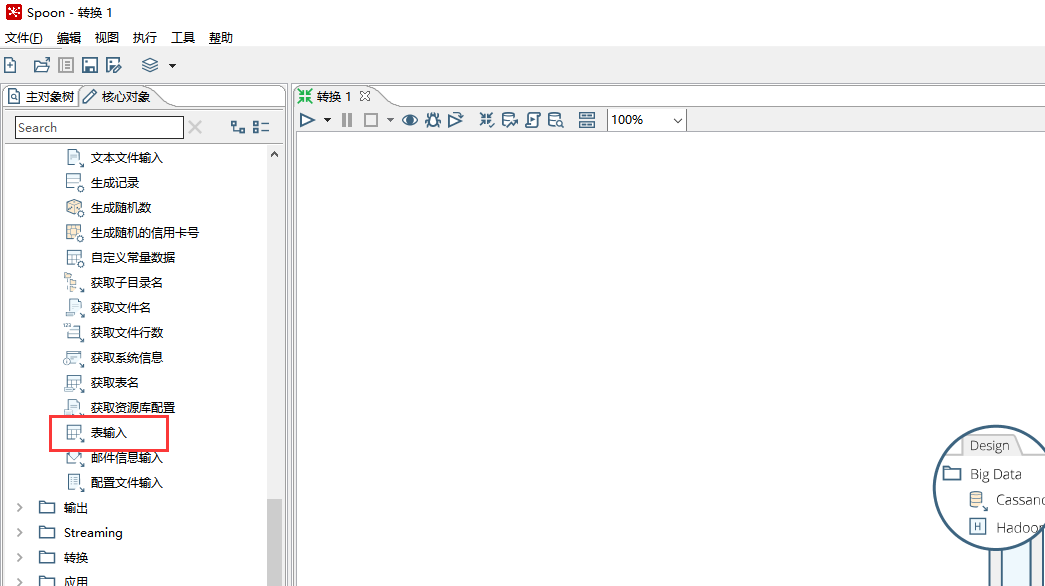 Spoon - 转换 1
文件(F) 编辑 视图 执行 工具 帮助
主对象树 核心对象
转换 1
Search
100%
文本文件输入
生成记录
生成随机数
生成随机的信用卡号
自定义常量数据
获取子目录名
获取文件名
获取文件行数
获取系统信息
获取表名
获取资源库配置
表输入
邮件信息输入
配置文件输入
输出
Streaming
转换
应用
Design
Big Data
Cassand
H Hadoop